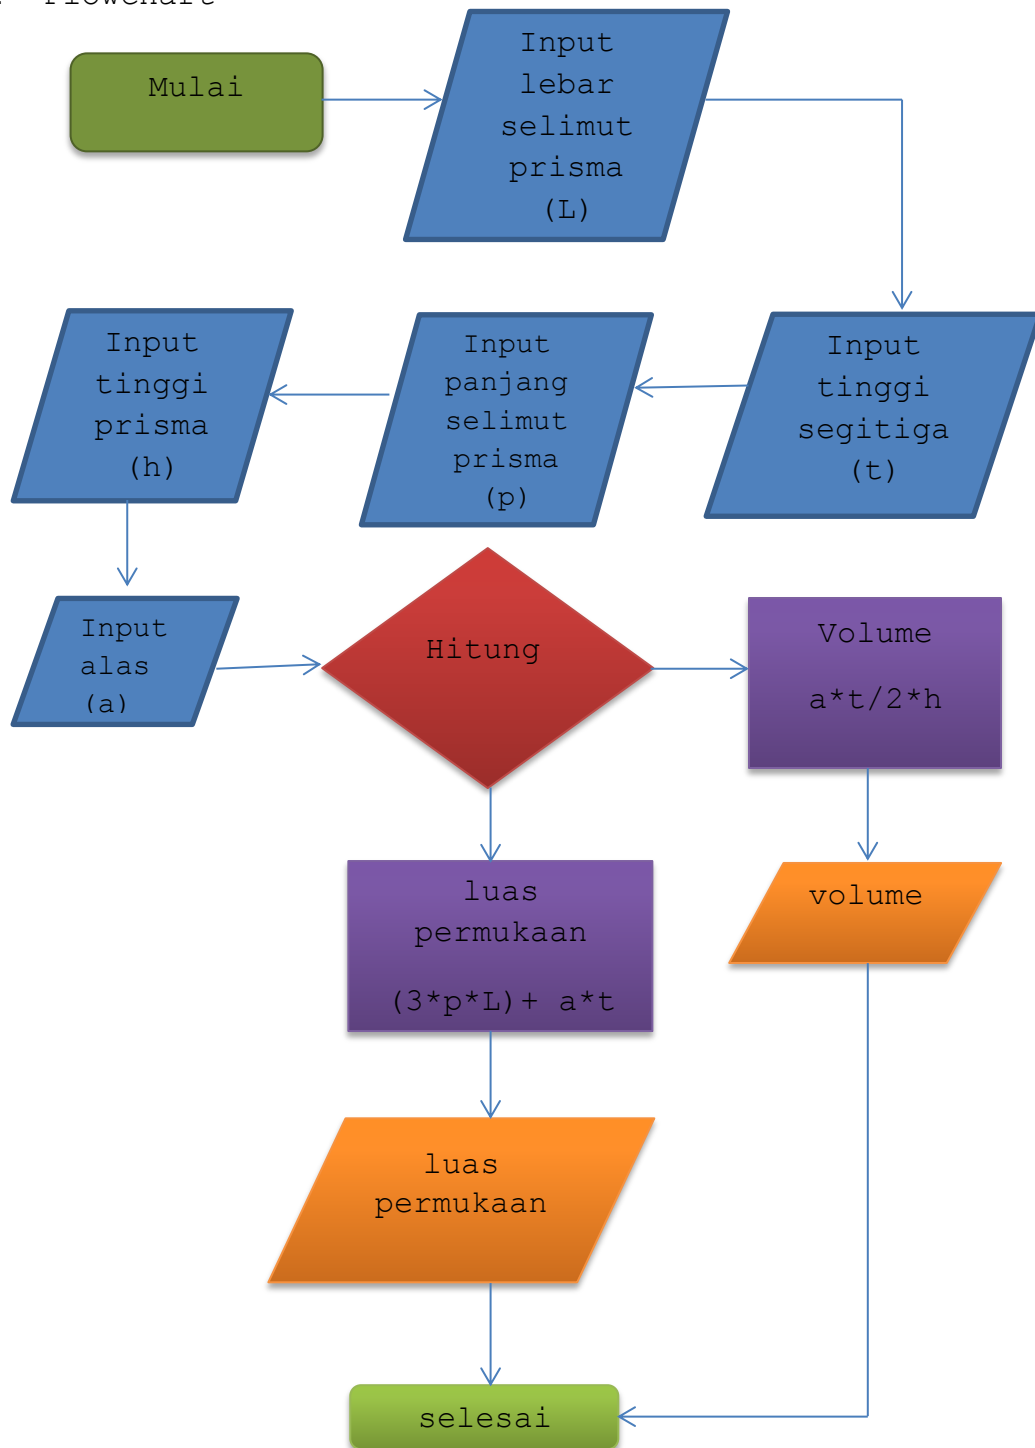 Flowchart
Mulai
Input
lebar
selimut
prisma
(L)
Input
tinggi
segitiga
(t)
Input
panjang
selimut
prisma
(p)
Input
tinggi
prisma
(h)
Input
alas
(a)
Hitung
Volume
a*t/2*h
luas
permukaan
(3*p*L)+ a*t
volume
luas
permukaan
selesai